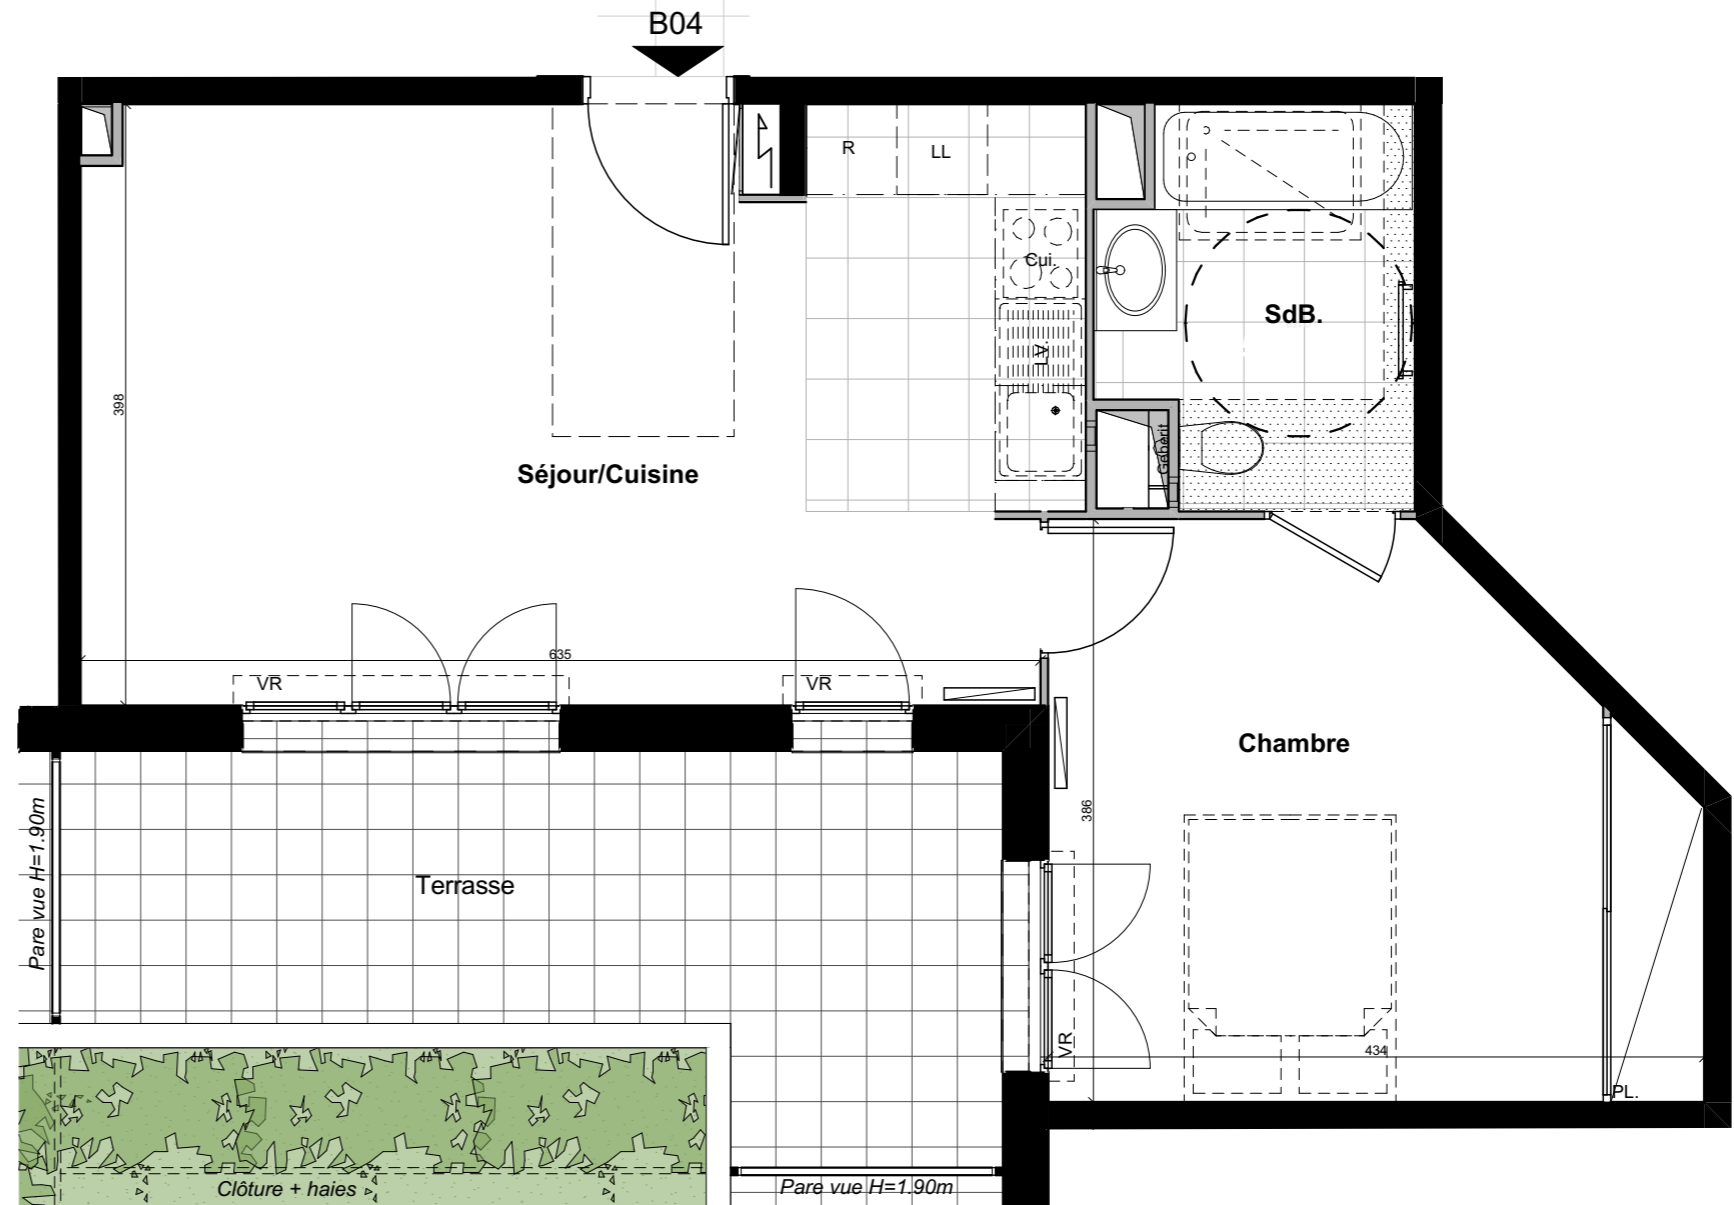 B04
R
LL
Cui.
SdB.
LV.
398
Geberit
Séjour/Cuisine
635
VR
VR
Chambre
386
Pare vue H=1.90m
Terrasse
VR
434
PL.
Clôture + haies
Pare vue H=1.90m